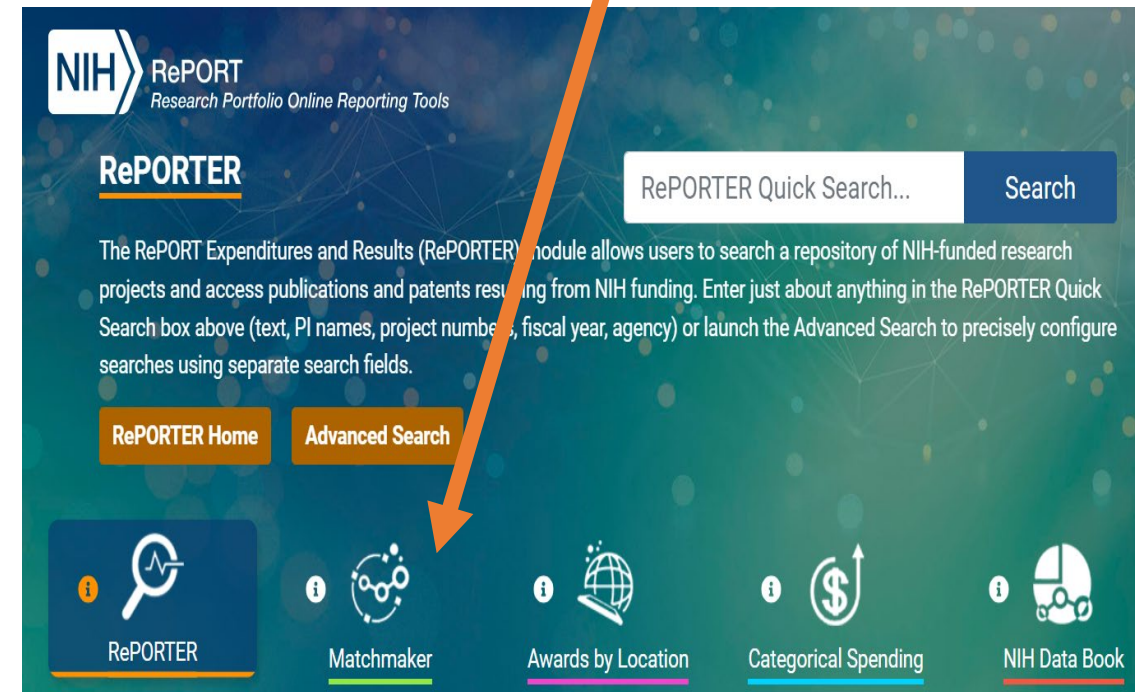 NIH RePORT
Research Portfolio Online Reporting Tools
RePORTER
RePORTER Quick Search... Search
The RePORT Expenditures and Results (RePORTER) module allows users to search a repository of NIH-funded research
projects and access publications and patents resulting from NIH funding. Enter just about anything in the RePORTER Quick
Search box above (text, PI names, project numbers, fiscal year, agency) or launch the Advanced Search to precisely configure
searches using separate search fields.
RePORTER Home Advanced Search
RePORTER Matchmaker Awards by Location Categorical Spending NIH Data Book